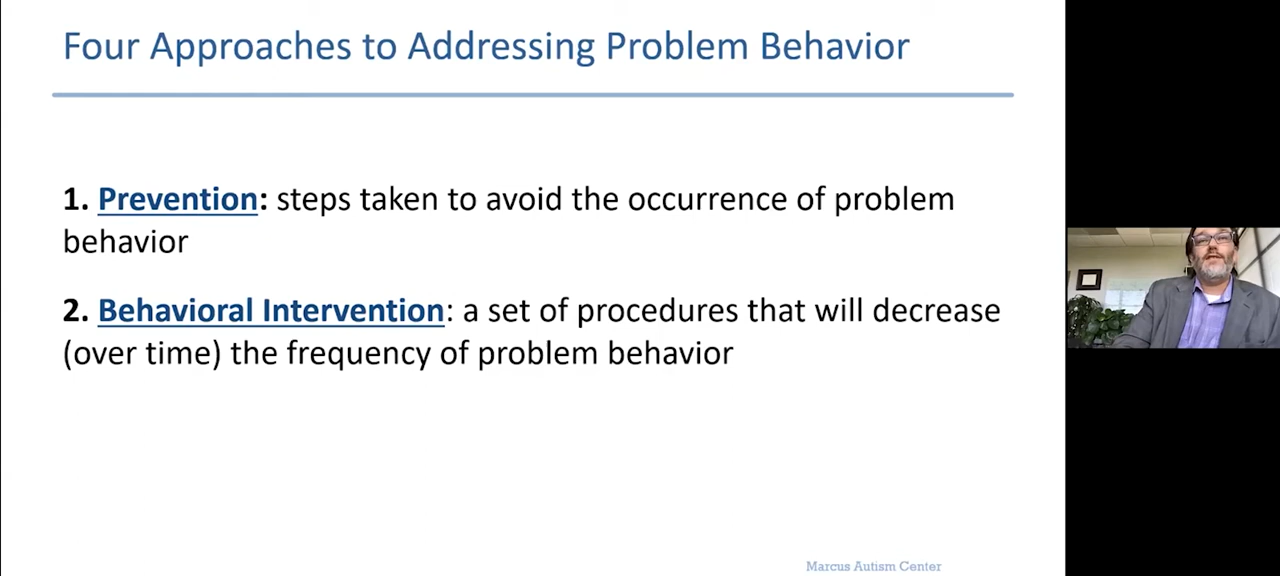 Four Approaches to Addressing Problem Behavior
1. Prevention: steps taken to avoid the occurrence of problem
behavior
2. Behavioral Intervention: a set of procedures that will decrease
(over time) the frequency of problem behavior
Marcus Autism Center